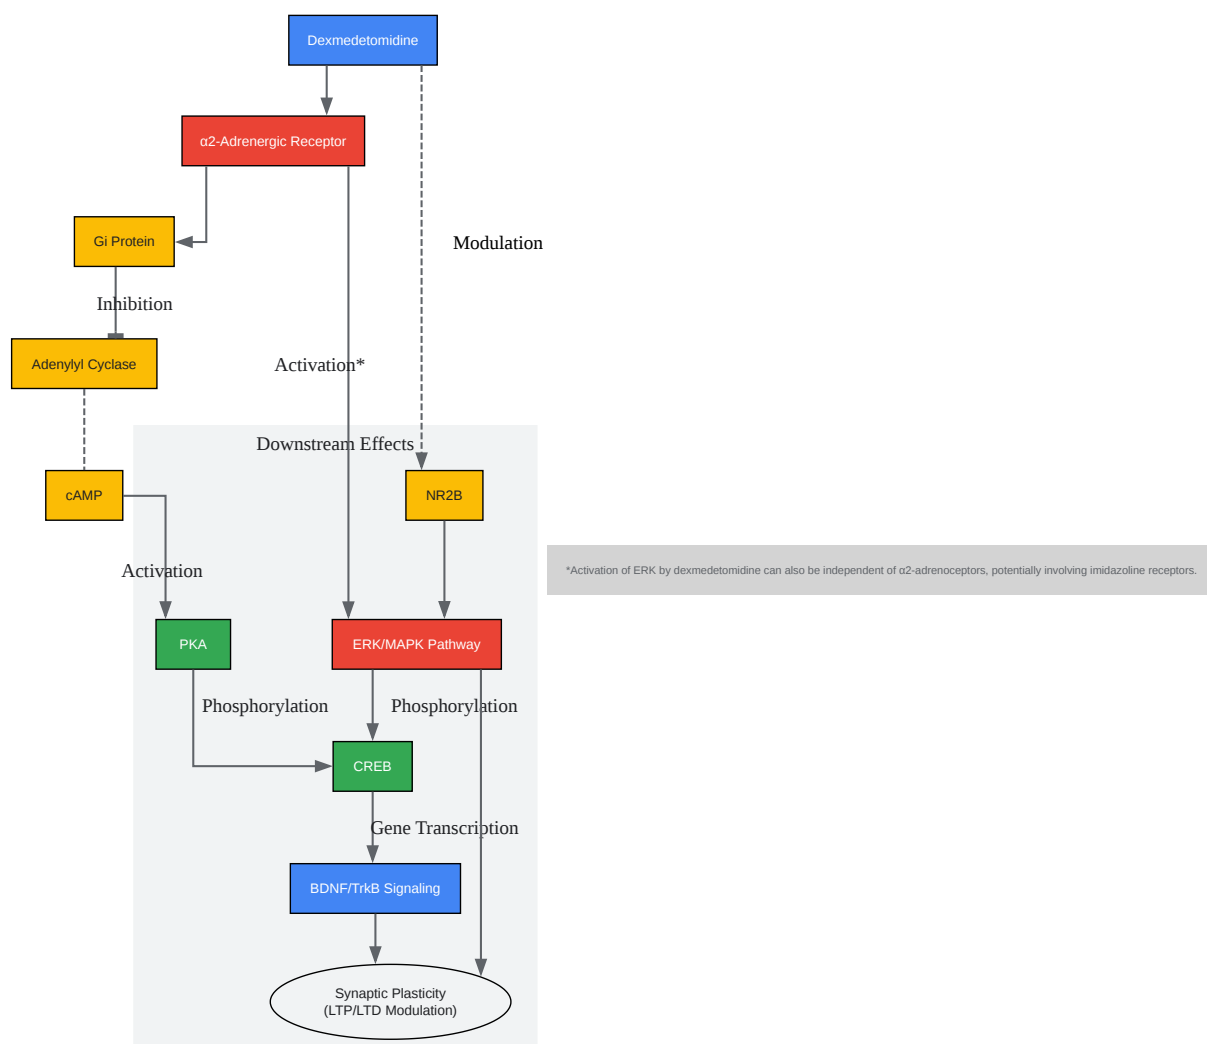 Dexmedetomidine
α2-Adrenergic Receptor
Gi Protein
Modulation
Inhibition
Adenylyl Cyclase
Activation*
Downstream Effects
cAMP
NR2B
Activation
*Activation of ERK by dexmedetomidine can also be independent of α2-adrenoceptors, potentially involving imidazoline receptors.
PKA
ERK/MAPK Pathway
Phosphorylation
Phosphorylation
CREB
Gene Transcription
BDNF/TrkB Signaling
Synaptic Plasticity
(LTP/LTD Modulation)